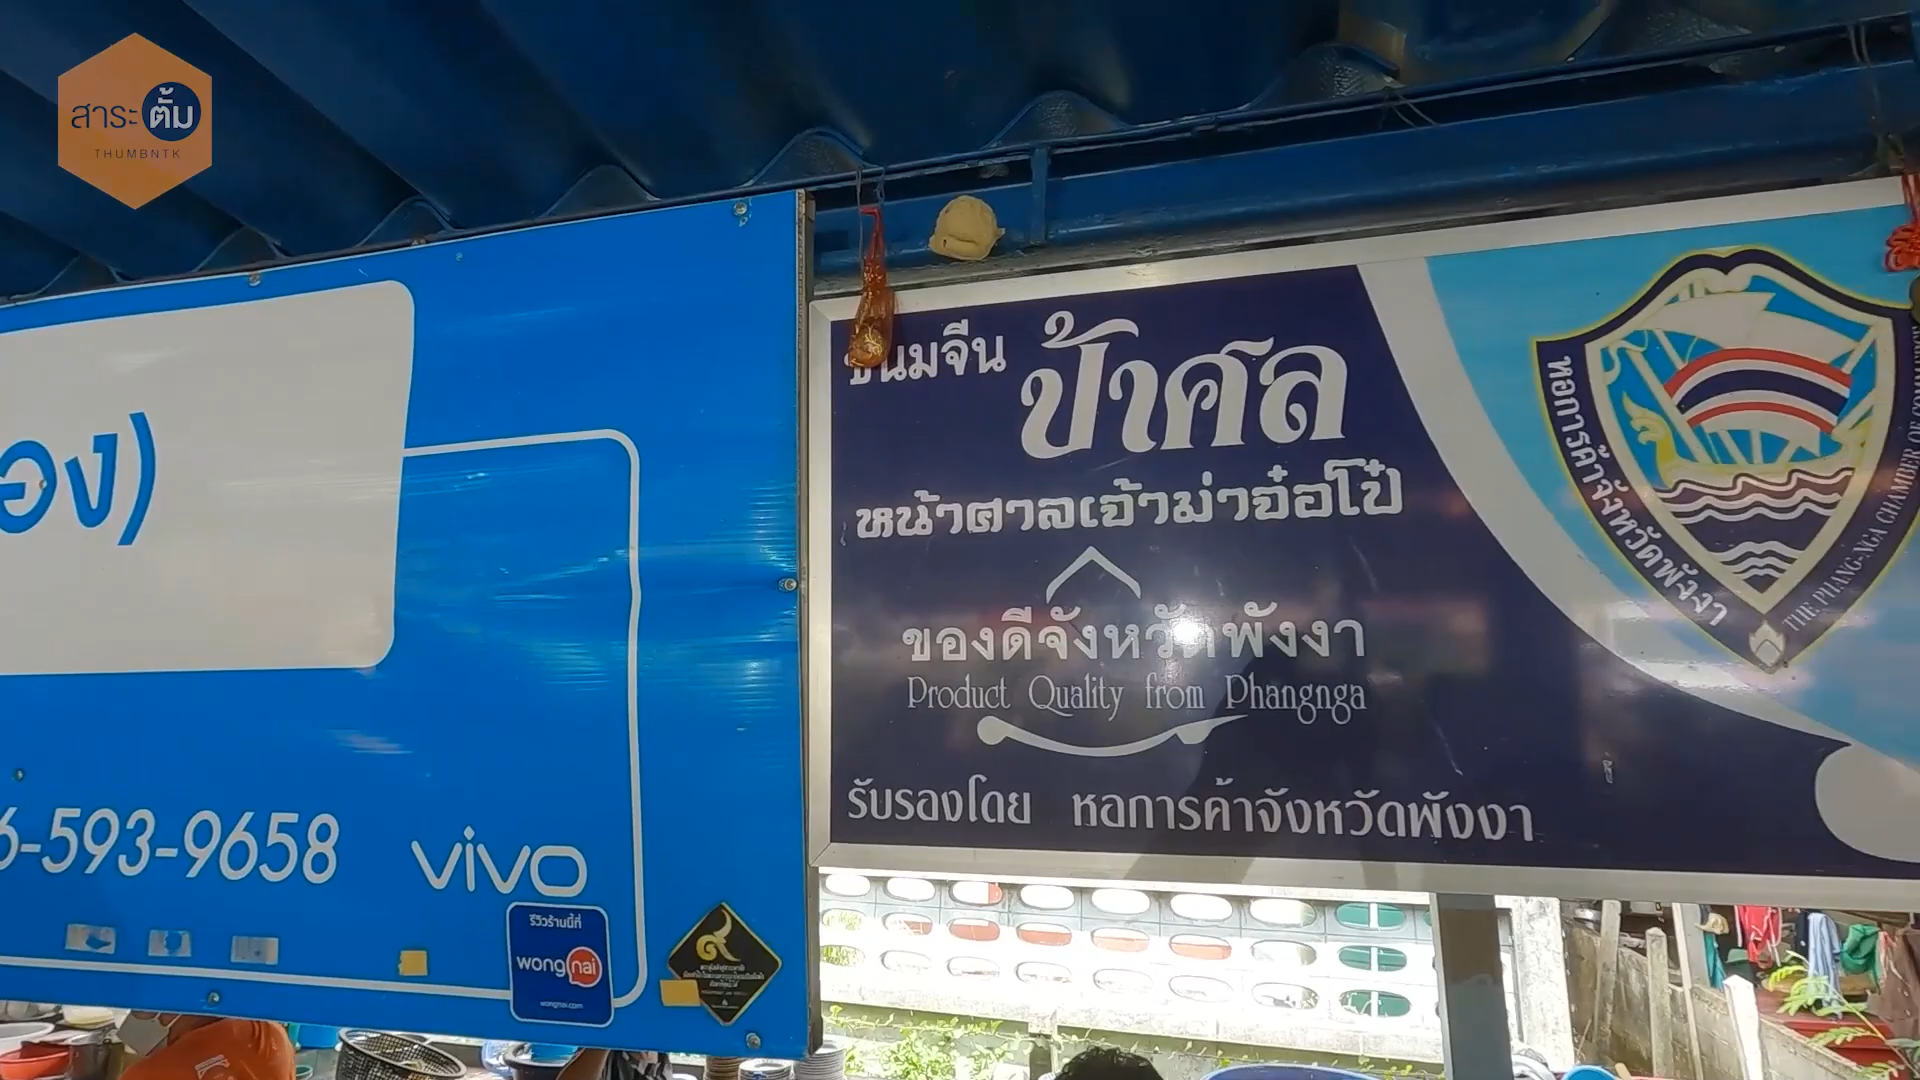 สาระ ตั้ม
THUMBNTK
อง)
6-593-9658
vivo
รีวิวร้านนี้ที่
wongnai
wongnai.com
๙
ขนมจีน ป้าศล
หน้าศาลเจ้าม่าจ๋อโป๋
ของดีจังหวัดพังงา
Product Quality from Phangnga
รับรองโดย หอการค้าจังหวัดพังงา
หอการค้าจังหวัดพังงา
THE PHANG-NGA CHAMBER OF COMMERCE